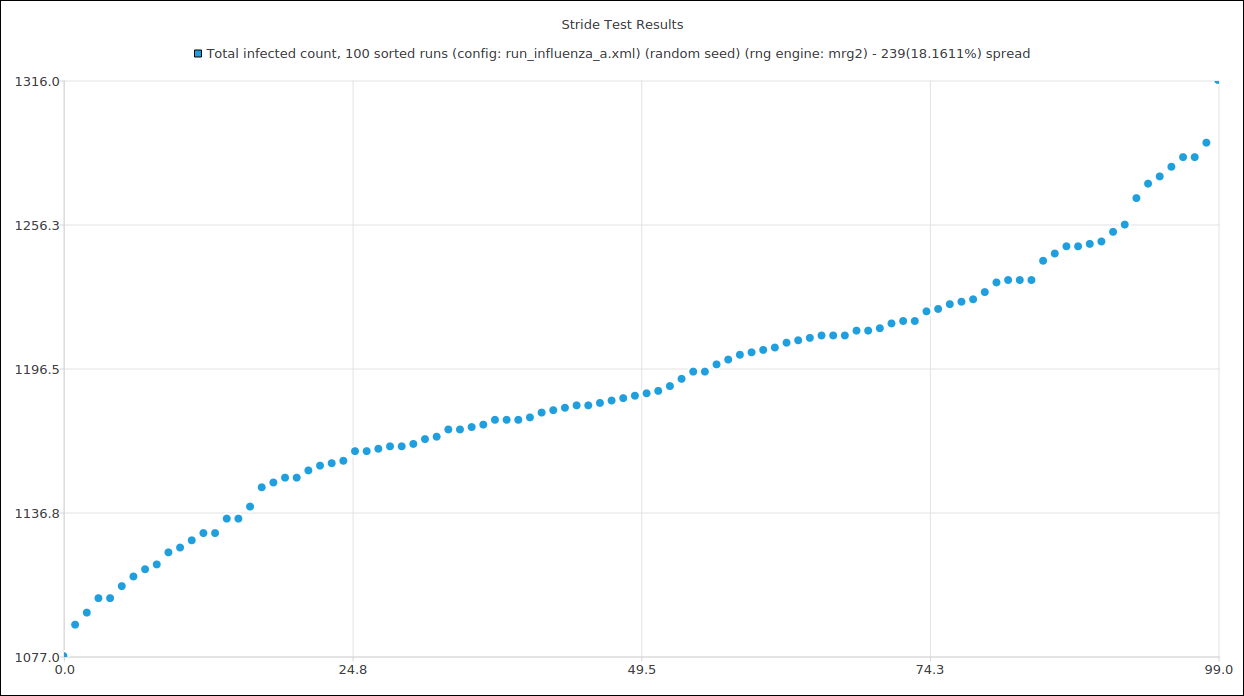 Stride Test Results
Total infected count, 100 sorted runs (config: run_influenza_a.xml) (random seed) (rng engine: mrg2) - 239(18.1611%) spread
1316.0
1256.3
1196.5
1136.8
1077.0
0.0 24.8 49.5 74.3 99.0